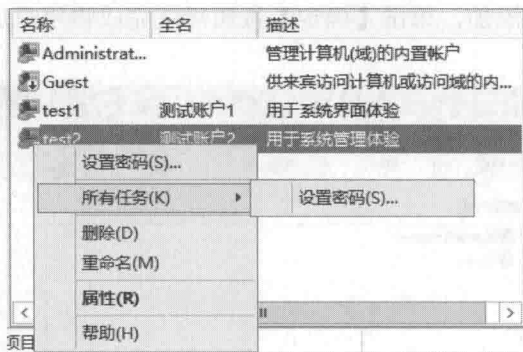 名称 全名 描述
Administrat... 管理计算机(域)的内置帐户
Guest 供来宾访问计算机或访问域的内...
test1 测试账户1 用于系统界面体验
test2 测试账户2 用于系统管理体验
设置密码(S)...
所有任务(K) 设置密码(S)...
删除(D)
重命名(M)
属性(R)
帮助(H)
项目